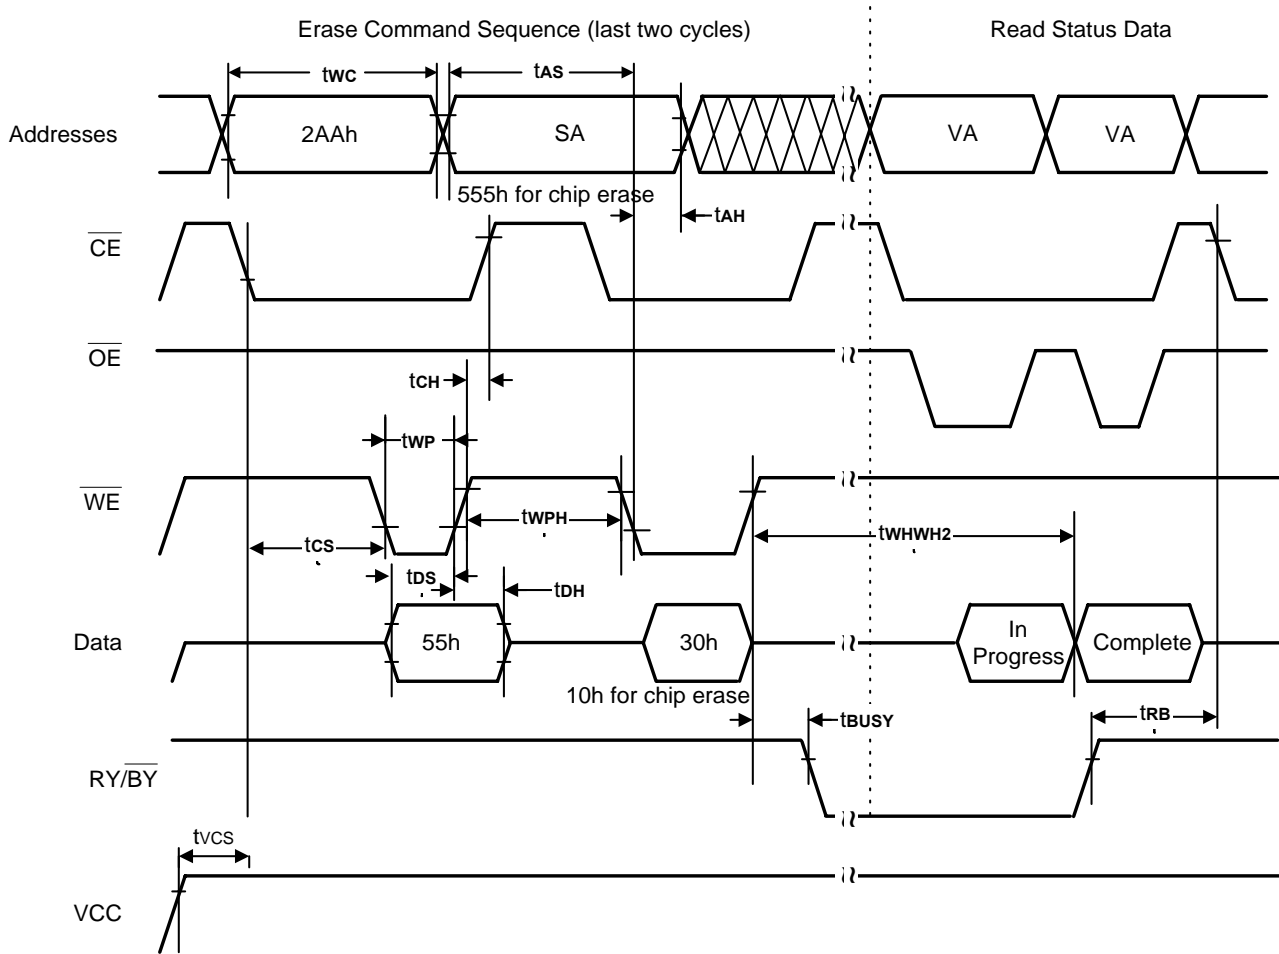 Erase Command Sequence (last two cycles)
Read Status Data
tWC
tAS
Addresses
2AAh
SA
VA
VA
555h for chip erase
tAH
CE
OE
tCH
tWP
WE
tWPH
tWHWH2
tCS
tDS
tDH
Data
55h
30h
In
Progress
Complete
10h for chip erase
tBUSY
tRB
RY/BY
tVCS
VCC